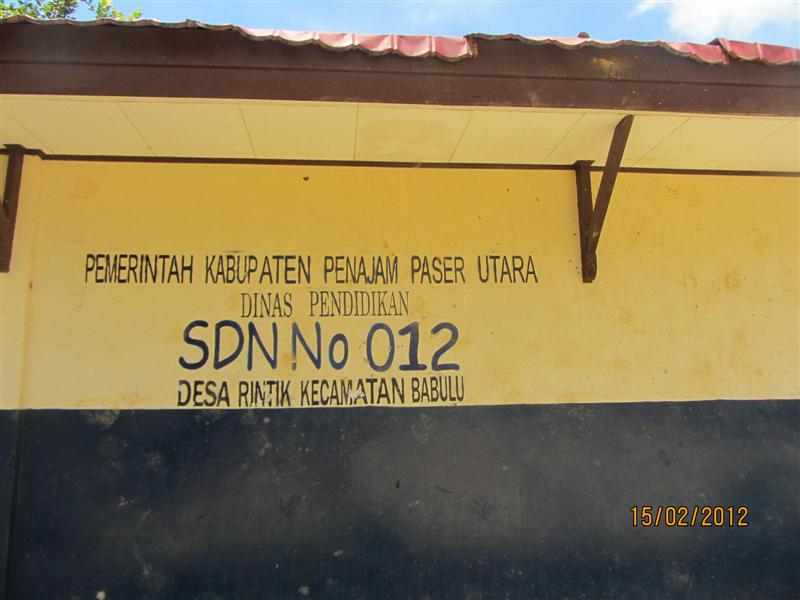 PEMERINTAH KABUPATEN PENAJAM PASER UTARA
DINAS PENDIDIKAN
SDN No 012
DESA RINTIK KECAMATAN BABULU
15/02/2012